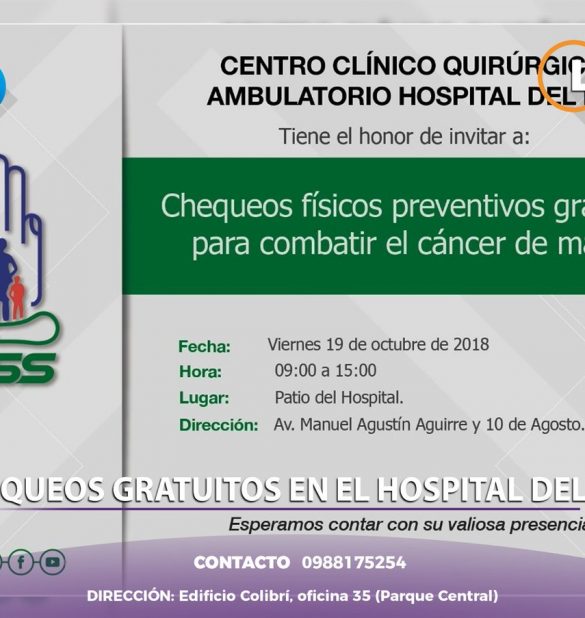 CENTRO CLÍNICO QUIRÚRGIC
AMBULATORIO HOSPITAL DEL
Tiene el honor de invitar a:
Chequeos físicos preventivos gra
para combatir el cáncer de ma
SS
Fecha: Viernes 19 de octubre de 2018
Hora: 09:00 a 15:00
Lugar: Patio del Hospital.
Dirección: Av. Manuel Agustín Aguirre y 10 de Agosto.
QUEOS GRATUITOS EN EL HOSPITAL DEL
Esperamos contar con su valiosa presencia
CONTACTO 0988175254
DIRECCIÓN: Edificio Colibrí, oficina 35 (Parque Central)